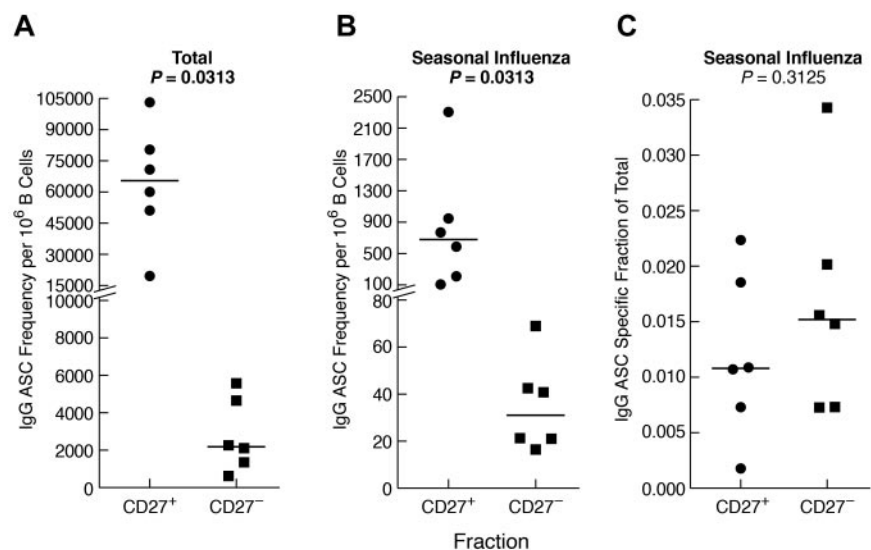 A
Total
P = 0.0313
IgG ASC Frequency per 10⁶ B Cells
105000
90000
75000
60000
45000
30000
15000
10000
8000
6000
4000
2000
0
CD27⁺
CD27⁻
B
Seasonal Influenza
P = 0.0313
IgG ASC Frequency per 10⁶ B Cells
2500
2100
1700
1300
900
500
100
80
60
40
20
0
CD27⁺
CD27⁻
Fraction
C
Seasonal Influenza
P = 0.3125
IgG ASC Specific Fraction of Total
0.035
0.030
0.025
0.020
0.015
0.010
0.005
0.000
CD27⁺
CD27⁻